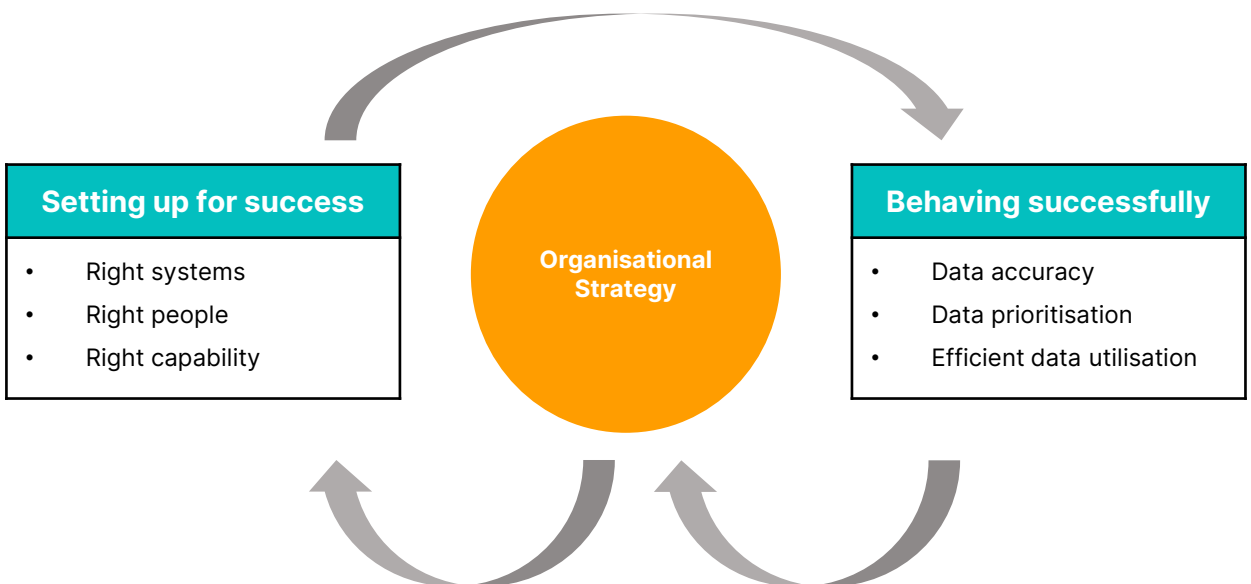 Setting up for success
• Right systems
• Right people
• Right capability
Organisational
Strategy
Behaving successfully
• Data accuracy
• Data prioritisation
• Efficient data utilisation